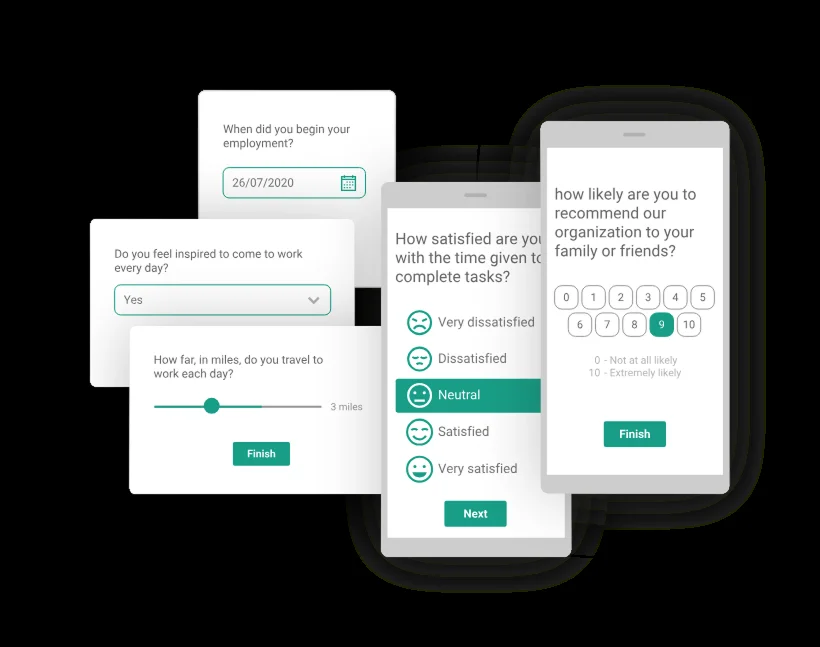 When did you begin your
employment?
26/07/2020
Do you feel inspired to come to work
every day?
Yes
How far, in miles, do you travel to
work each day?
3 miles
Finish
How satisfied are you
with the time given to
complete tasks?
Very dissatisfied
Dissatisfied
Neutral
Satisfied
Very satisfied
Next
how likely are you to
recommend our
organization to your
family or friends?
0 1 2 3 4 5
6 7 8 9 10
0 - Not at all likely
10 - Extremely likely
Finish